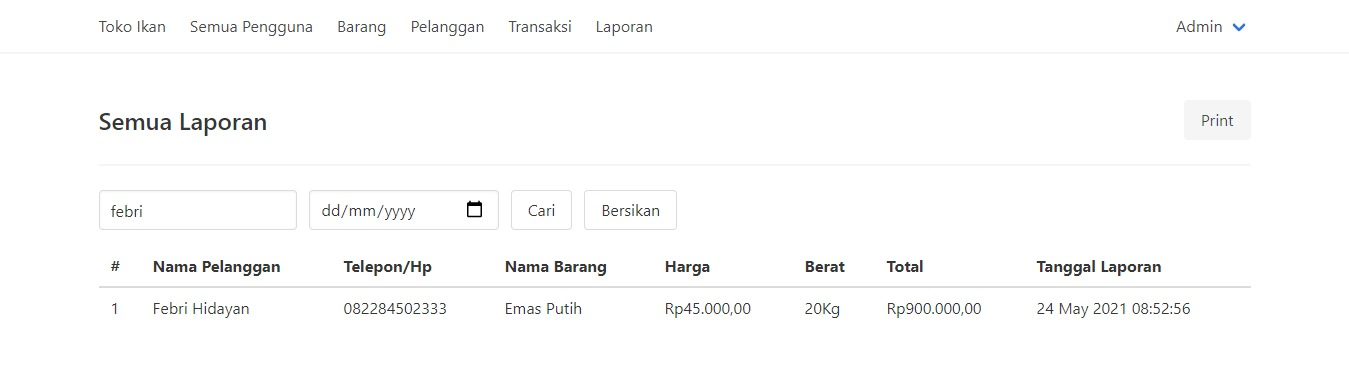 Toko Ikan Semua Pengguna Barang Pelanggan Transaksi Laporan Admin
Semua Laporan Print
febri dd/mm/yyyy Cari Bersikan
# Nama Pelanggan Telepon/Hp Nama Barang Harga Berat Total Tanggal Laporan
1 Febri Hidayan 082284502333 Emas Putih Rp45.000,00 20Kg Rp900.000,00 24 May 2021 08:52:56